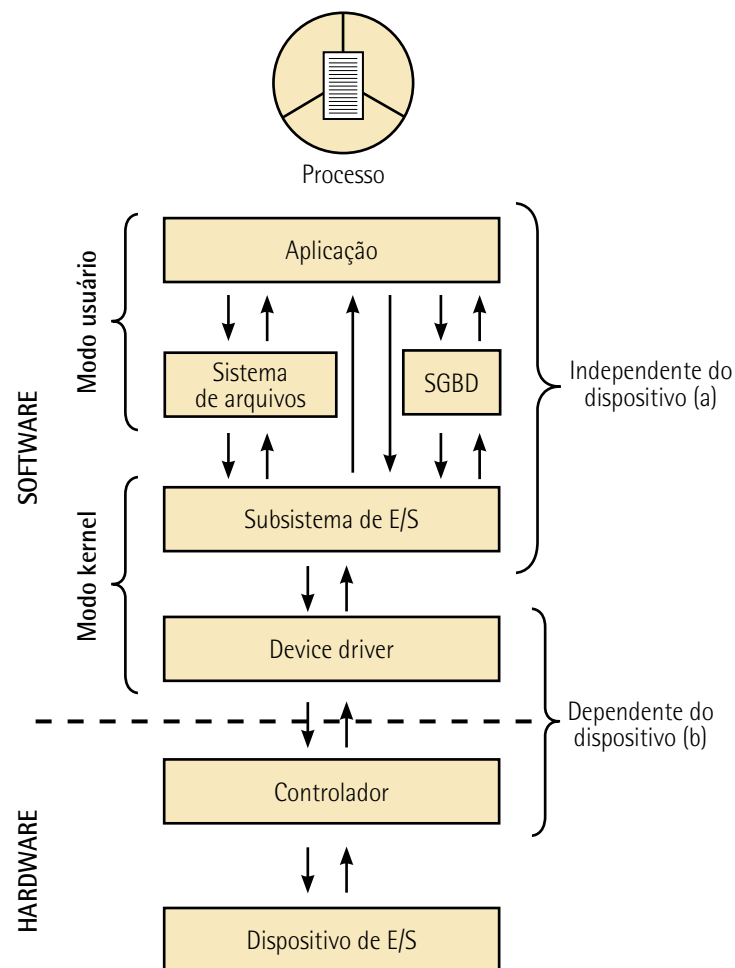 Processo
Aplicação
Modo usuário
Sistema
de arquivos
SGBD
Independente do
dispositivo (a)
SOFTWARE
Subsistema de E/S
Modo kernel
Device driver
Dependente do
dispositivo (b)
Controlador
HARDWARE
Dispositivo de E/S